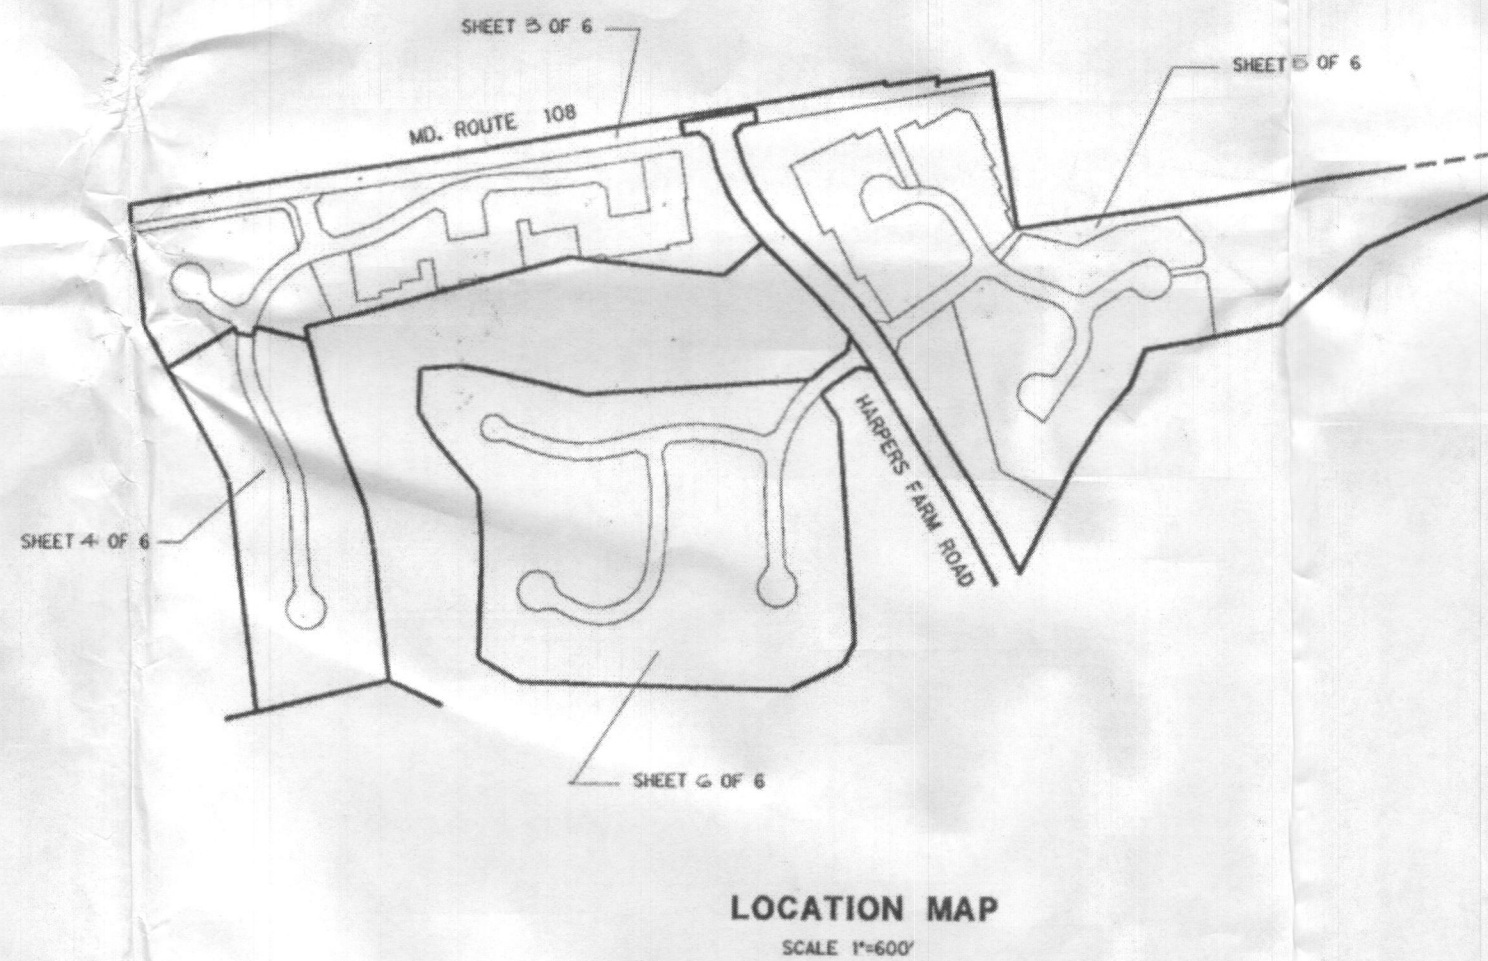 SHEET 3 OF 6
SHEET 5 OF 6
MD. ROUTE 108
HARPERS FARM ROAD
SHEET 4 OF 6
SHEET 6 OF 6
LOCATION MAP
SCALE 1"=600'